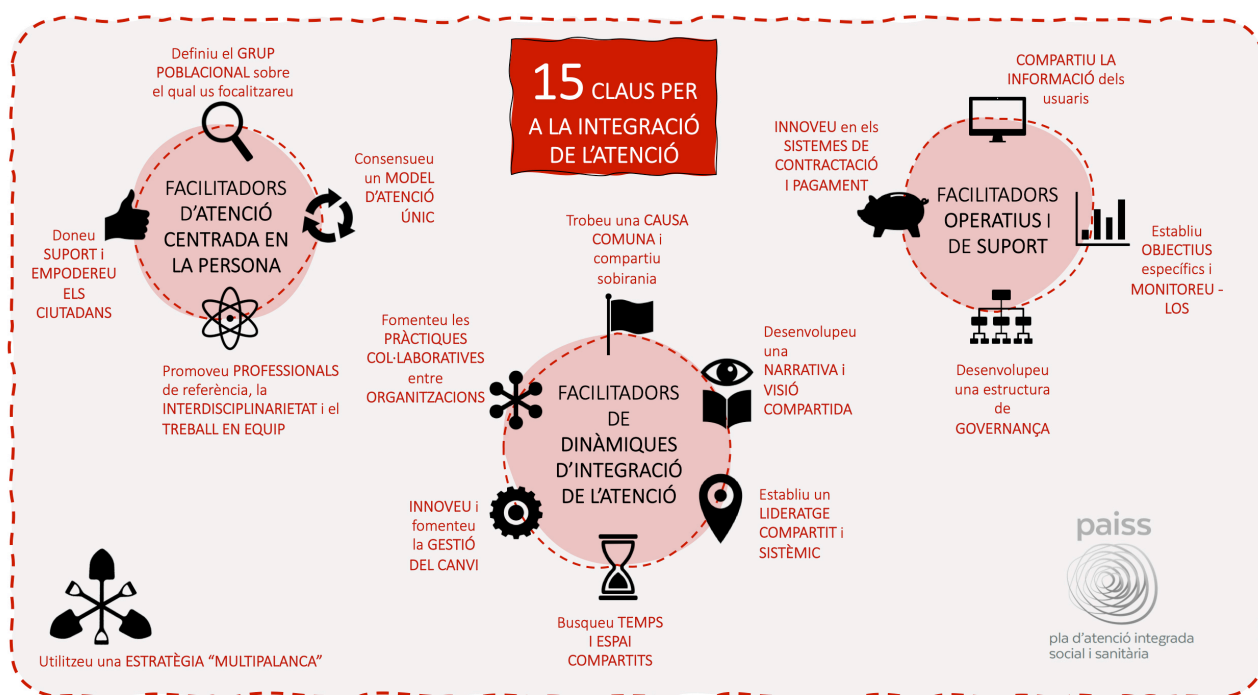 15 CLAUS PER
A LA INTEGRACIÓ
DE L'ATENCIÓ
Definiu el GRUP
POBLACIONAL sobre
el qual us focalitzareu
Consensueu
un MODEL
D'ATENCIÓ
ÚNIC
FACILITADORS
D'ATENCIÓ
CENTRADA EN
LA PERSONA
Doneu
SUPORT i
EMPODEREU
ELS
CIUTADANS
Promoveu PROFESSIONALS
de referència, la
INTERDISCIPLINARIETAT i el
TREBALL EN EQUIP
Trobeu una CAUSA
COMUNA i
compartiu
sobirania
Fomenteu les
PRÀCTIQUES
COL·LABORATIVES
entre
ORGANITZACIONS
Desenvolupeu
una
NARRATIVA i
VISIÓ
COMPARTIDA
FACILITADORS
DE
DINÀMIQUES
D'INTEGRACIÓ
DE L'ATENCIÓ
INNOVEU i
fomenteu
la GESTIÓ
DEL CANVI
Establiu un
LIDERATGE
COMPARTIT i
SISTÈMIC
Busqueu TEMPS
I ESPAI
COMPARTITS
COMPARTIU LA
INFORMACIÓ dels
usuaris
INNOVEU en els
SISTEMES DE
CONTRACTACIÓ
I PAGAMENT
FACILITADORS
OPERATIUS I
DE SUPORT
Establiu
OBJECTIUS
específics i
MONITOREU -
LOS
Desenvolupeu
una estructura
de
GOVERNANÇA
Utilitzeu una ESTRATÈGIA "MULTIPALANCA"
paiss
pla d'atenció integrada
social i sanitària